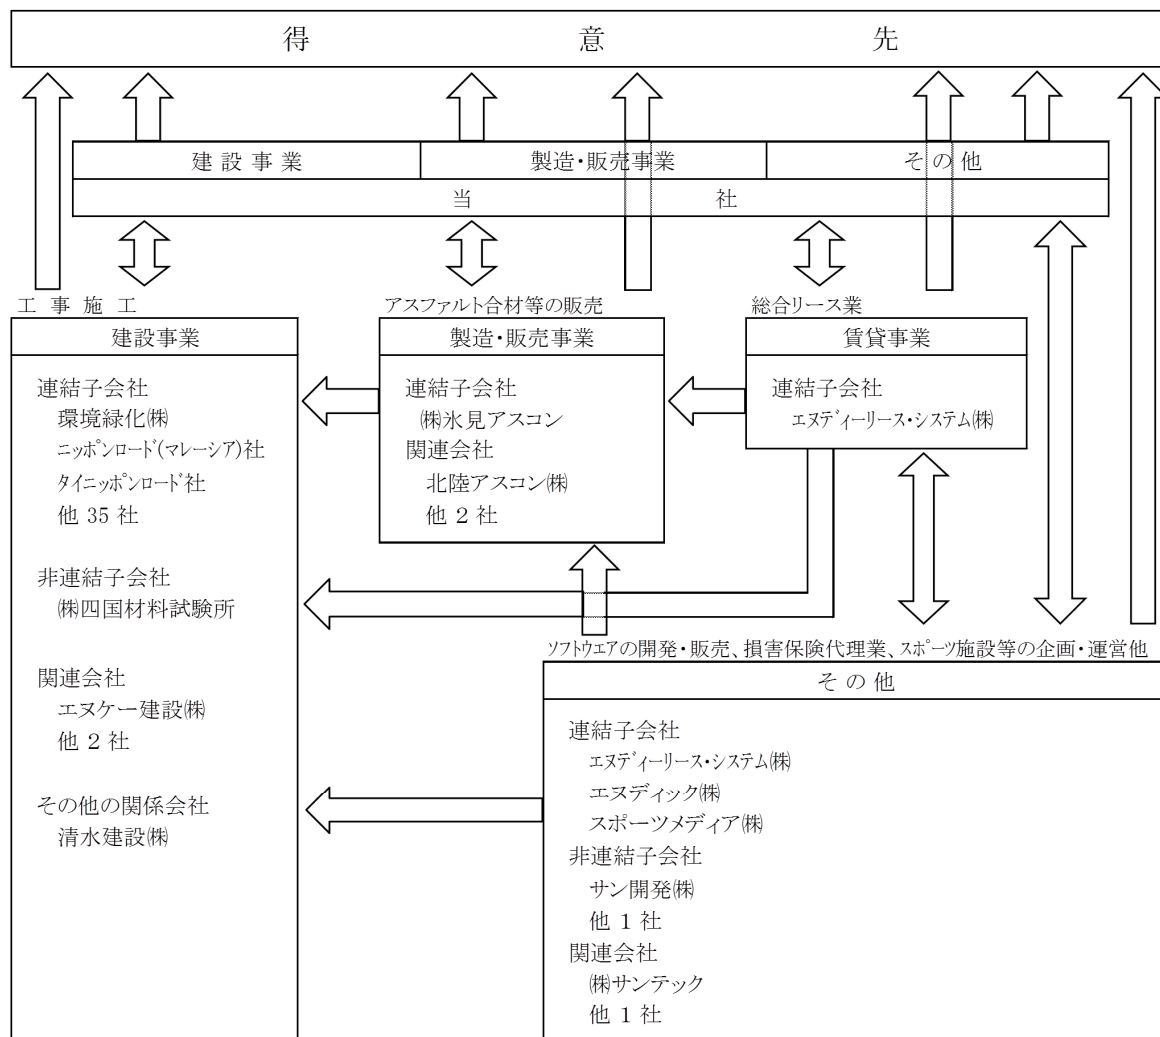 得意先
建設事業
製造・販売事業
その他
当社
工事施工
建設事業
連結子会社
環境緑化㈱
ニッポンロード(マレーシア)社
タイニッポンロード社
他 35 社
非連結子会社
㈱四国材料試験所
関連会社
エヌケー建設㈱
他 2 社
その他の関係会社
清水建設㈱
アスファルト合材等の販売
製造・販売事業
連結子会社
㈱氷見アスコン
関連会社
北陸アスコン㈱
他 2 社
総合リース業
賃貸事業
連結子会社
エヌディーリース・システム㈱
ソフトウエアの開発・販売、損害保険代理業、スポーツ施設等の企画・運営他
その他
連結子会社
エヌディーリース・システム㈱
エヌディック㈱
スポーツメディア㈱
非連結子会社
サン開発㈱
他 1 社
関連会社
㈱サンテック
他 1 社